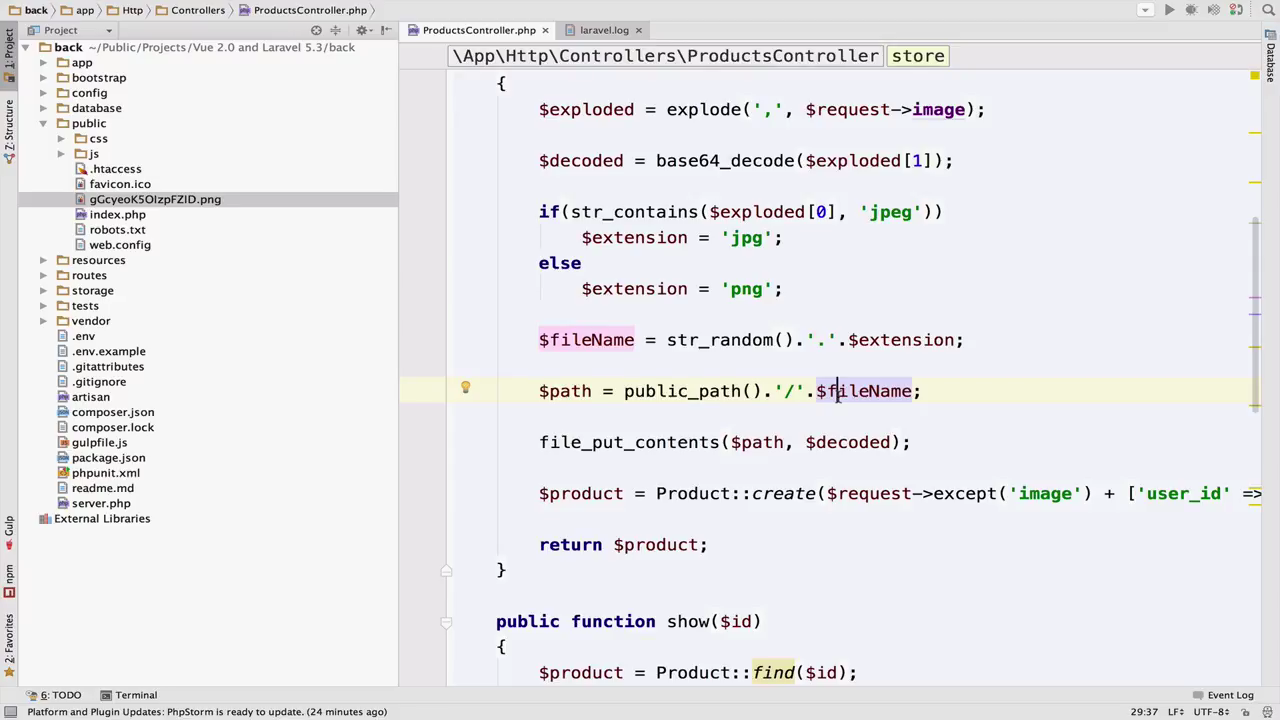 back app Http Controllers ProductsController.php
Project
ProductsController.php × laravel.log ×
\App\Http\Controllers\ProductsController store
1: Project
Z: Structure
Gulp
npm
2: Favorites
Database
back ~/Public/Projects/Vue 2.0 and Laravel 5.3/back
app
bootstrap
config
database
public
css
js
.htaccess
favicon.ico
gGcyeoK5OIzpFZID.png
index.php
robots.txt
web.config
resources
routes
storage
tests
vendor
.env
.env.example
.gitattributes
.gitignore
artisan
composer.json
composer.lock
gulpfile.js
package.json
phpunit.xml
readme.md
server.php
External Libraries
{
$exploded = explode(',', $request->image);
$decoded = base64_decode($exploded[1]);
if(str_contains($exploded[0], 'jpeg'))
$extension = 'jpg';
else
$extension = 'png';
$fileName = str_random().'.'.$extension;
$path = public_path().'/'.$fileName;
file_put_contents($path, $decoded);
$product = Product::create($request->except('image') + ['user_id' =>
return $product;
}
public function show($id)
{
$product = Product::find($id);
6: TODO Terminal Event Log
Platform and Plugin Updates: PhpStorm is ready to update. (24 minutes ago) 29:37 LF÷ UTF-8÷